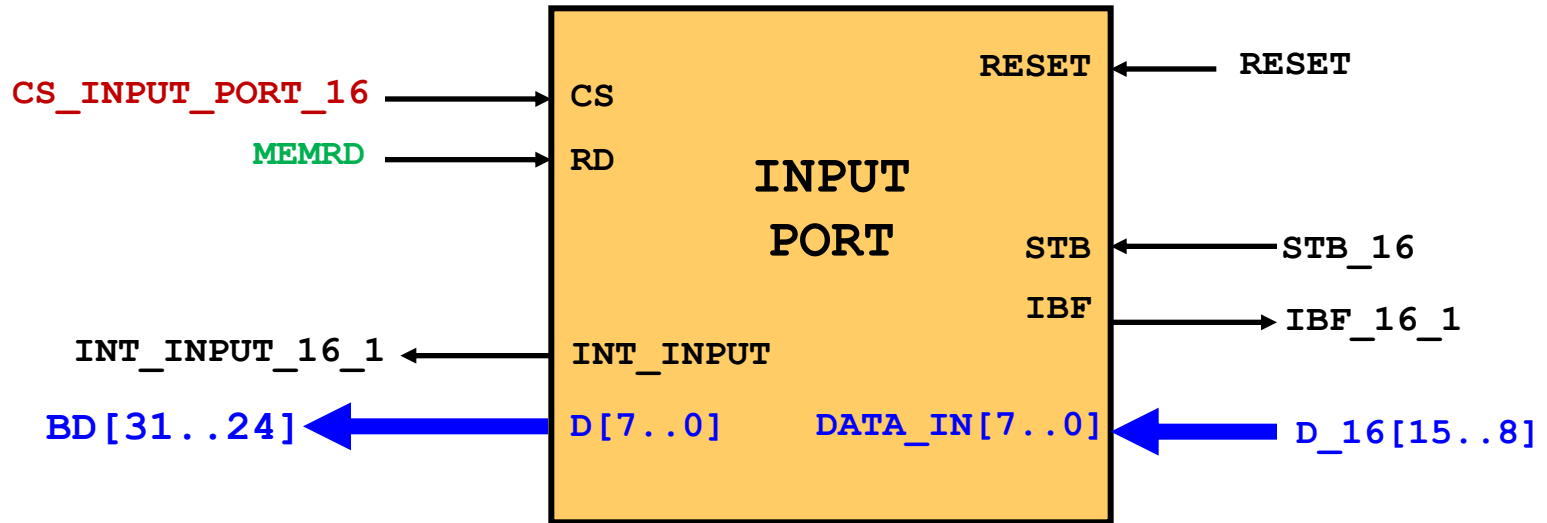 RESET RESET
CS_INPUT_PORT_16 CS
MEMRD RD
INPUT
PORT
STB STB_16
IBF IBF_16_1
INT_INPUT_16_1 INT_INPUT
BD[31..24] D[7..0] DATA_IN[7..0] D_16[15..8]